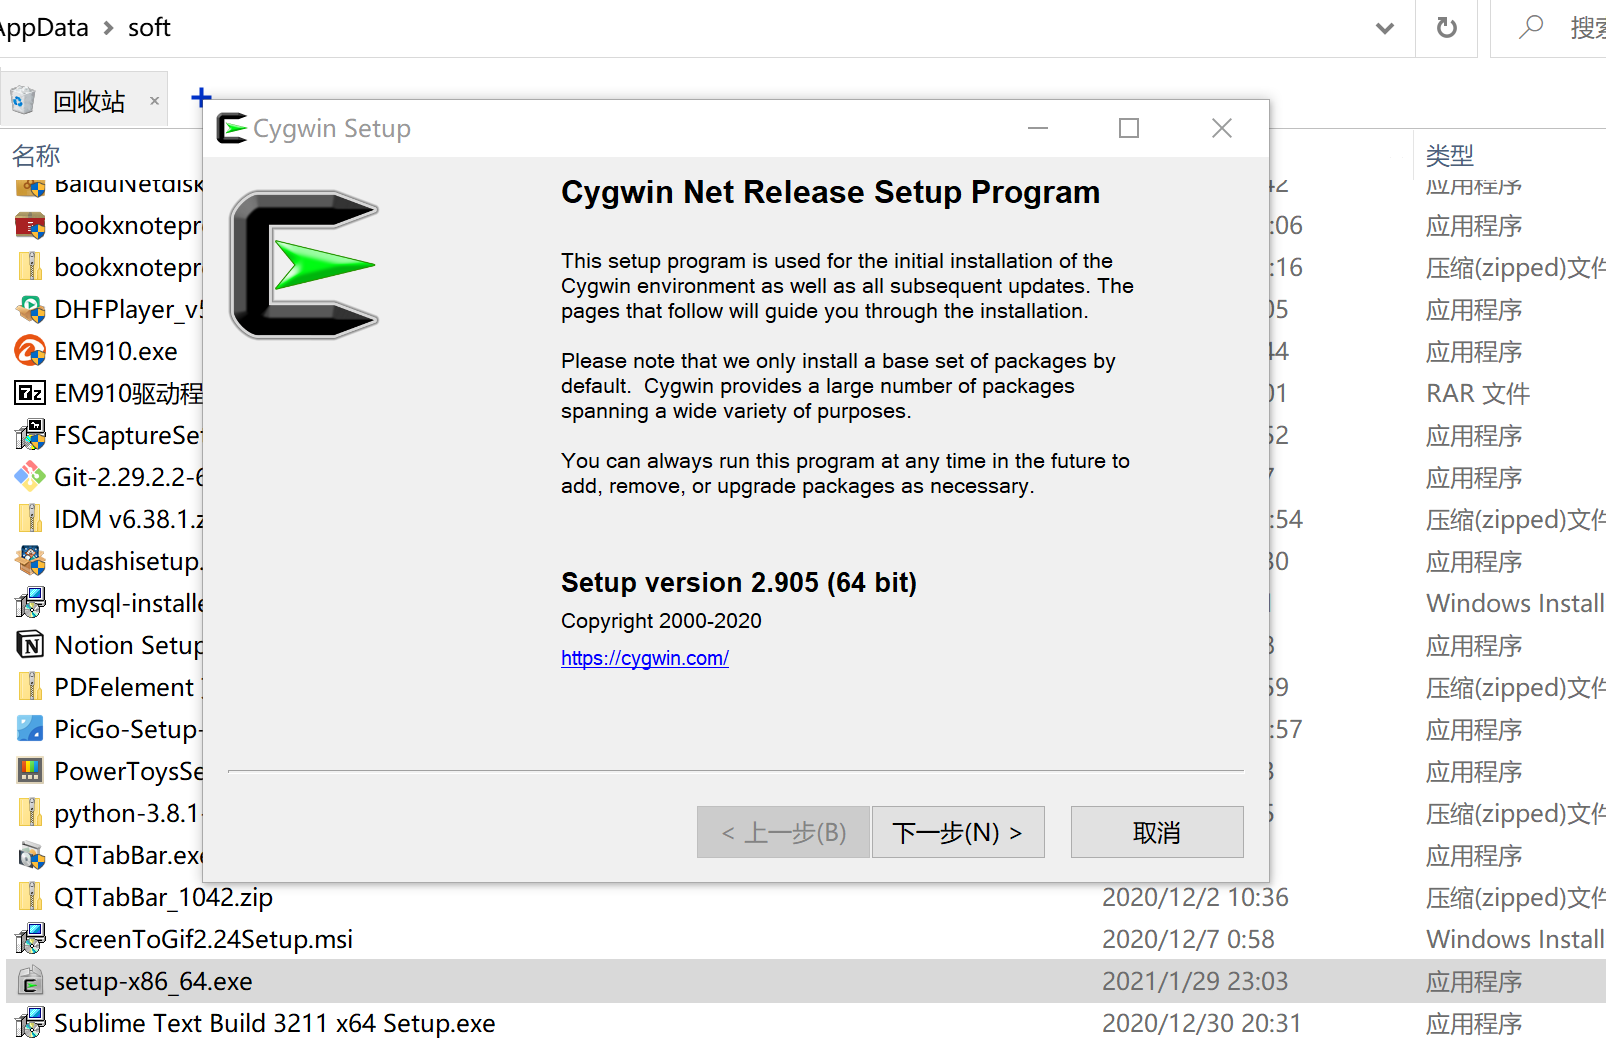 AppData > soft
搜索
回收站
Cygwin Setup
名称
类型
BaiduNetdisk
应用程序
bookxnotepr
:06
应用程序
bookxnotepr
:16
压缩(zipped)文件
DHFPlayer_v5
应用程序
EM910.exe
应用程序
EM910驱动程
RAR 文件
FSCaptureSet
应用程序
Git-2.29.2.2-6
应用程序
IDM v6.38.1.z
:54
压缩(zipped)文件
ludashisetup.
应用程序
mysql-installe
Windows Install
Notion Setup
应用程序
PDFelement
压缩(zipped)文件
PicGo-Setup-
:57
应用程序
PowerToysSe
应用程序
python-3.8.1-
压缩(zipped)文件
QTTabBar.exe
应用程序
Cygwin Net Release Setup Program
This setup program is used for the initial installation of the
Cygwin environment as well as all subsequent updates. The
pages that follow will guide you through the installation.
Please note that we only install a base set of packages by
default. Cygwin provides a large number of packages
spanning a wide variety of purposes.
You can always run this program at any time in the future to
add, remove, or upgrade packages as necessary.
Setup version 2.905 (64 bit)
Copyright 2000-2020
https://cygwin.com/
< 上一步(B)
下一步(N) >
取消
QTTabBar_1042.zip
2020/12/2 10:36
压缩(zipped)文件
ScreenToGif2.24Setup.msi
2020/12/7 0:58
Windows Install
setup-x86_64.exe
2021/1/29 23:03
应用程序
Sublime Text Build 3211 x64 Setup.exe
2020/12/30 20:31
应用程序